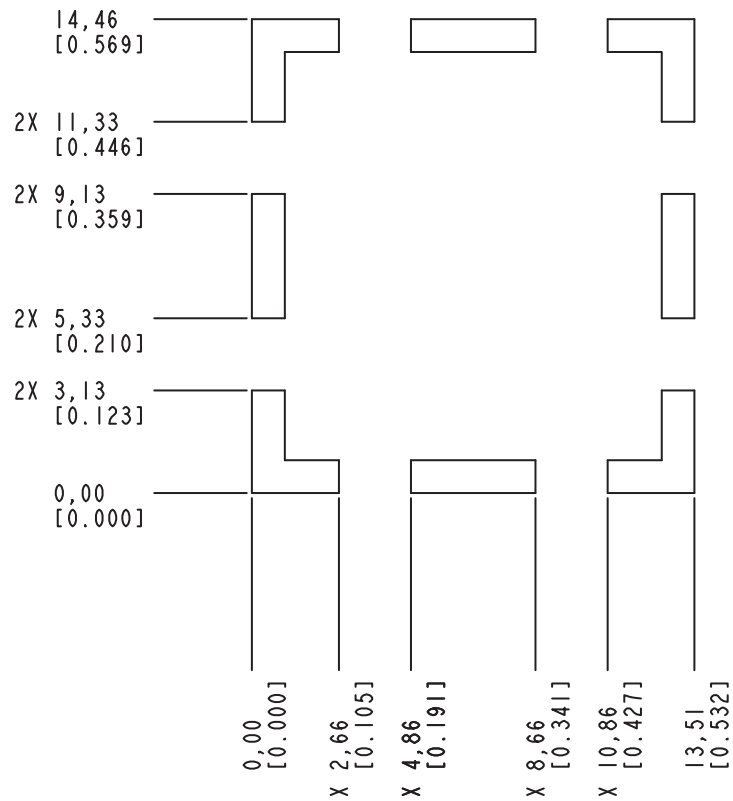 14,46
[0.569]
2X 11,33
[0.446]
2X 9,13
[0.359]
2X 5,33
[0.210]
2X 3,13
[0.123]
0,00
[0.000]
0,00
[0.000]
X 2,66
[0.105]
X 4,86
[0.191]
X 8,66
[0.341]
X 10,86
[0.427]
13,51
[0.532]